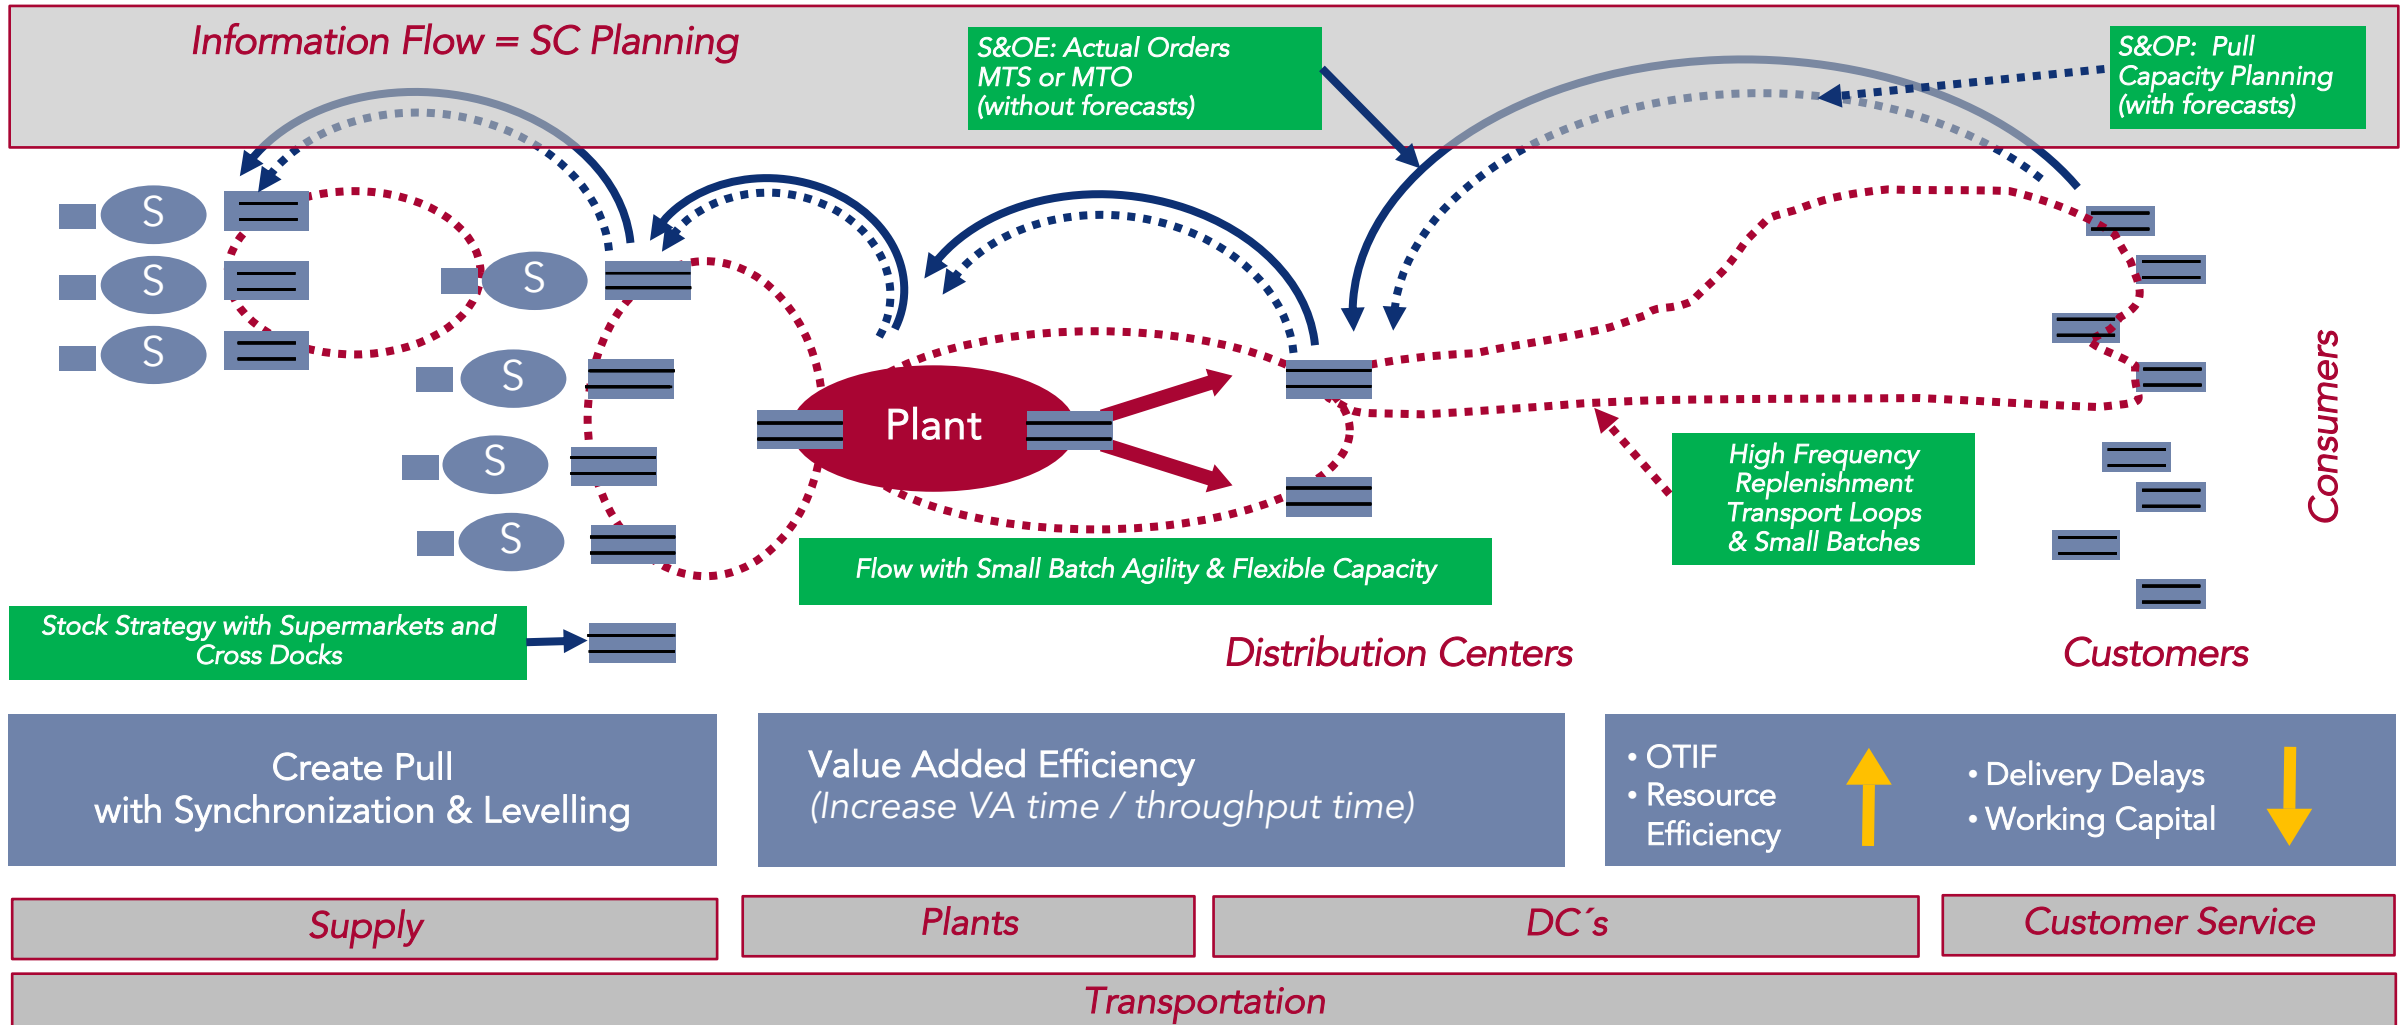 Information Flow = SC Planning
S&OE: Actual Orders
MTS or MTO
(without forecasts)
S&OP:  Pull
Capacity Planning
(with forecasts)
S
S
S
S
S
S
S
Plant
Consumers
High Frequency
Replenishment
Transport Loops
& Small Batches
Flow with Small Batch Agility & Flexible Capacity
Stock Strategy with Supermarkets and
Cross Docks
Distribution Centers
Customers
Create Pull
with Synchronization & Levelling
Value Added Efficiency
(Increase VA time / throughput time)
• OTIF
• Resource
Efficiency
• Delivery Delays
• Working Capital
Supply
Plants
DC´s
Customer Service
Transportation